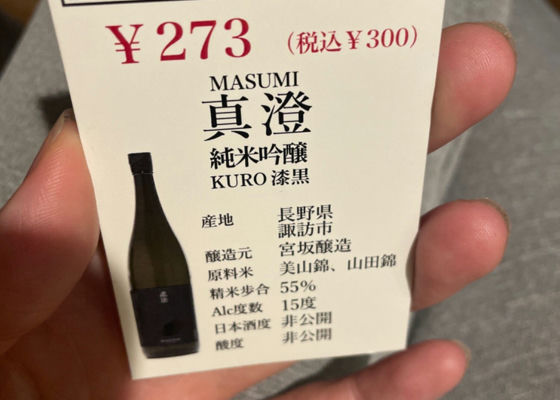 ￥273 （税込￥300）
MASUMI
真澄
純米吟醸
KURO 漆黒
産地 長野県
諏訪市
醸造元 宮坂醸造
原料米 美山錦、山田錦
精米歩合 55%
Alc度数 15度
日本酒度 非公開
酸度 非公開
真澄